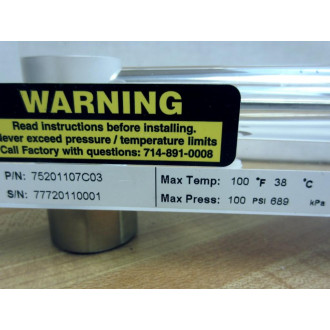 WARNING
Read instructions before installing.
Never exceed pressure / temperature limits
Call Factory with questions: 714-891-0008
P/N: 75201107C03
S/N: 77720110001
Max Temp: 100 °F 38 °C
Max Press: 100 PSI 689 kPa